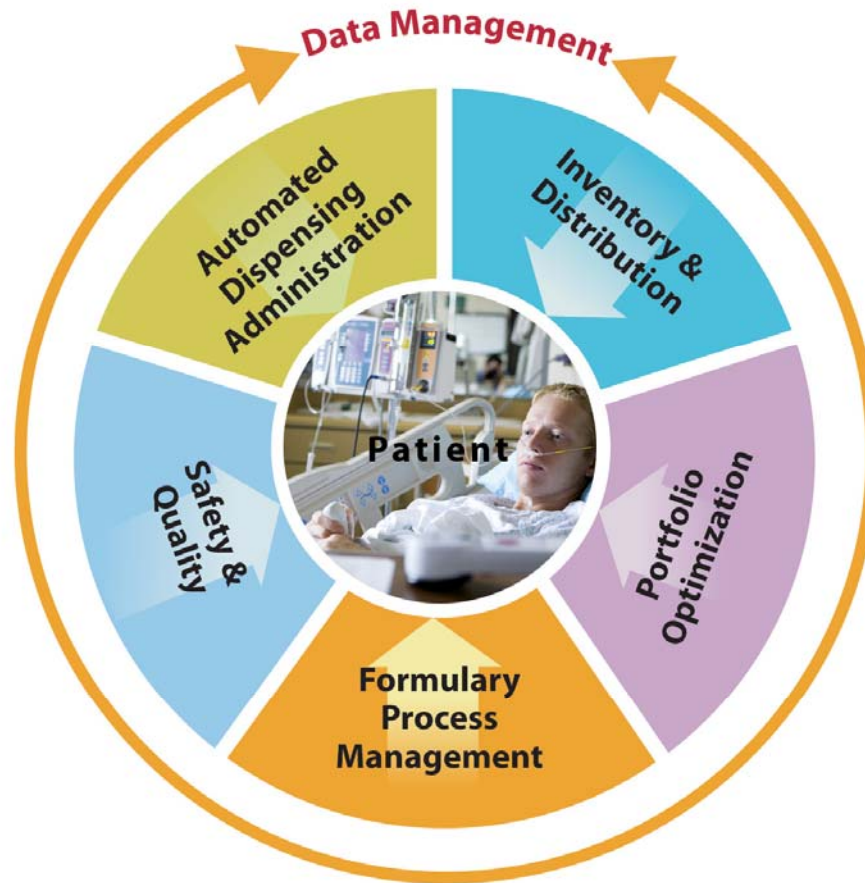 Data Management
Automated
Dispensing
Administration
Inventory &
Distribution
Patient
Safety &
Quality
Portfolio
Optimization
Formulary
Process
Management